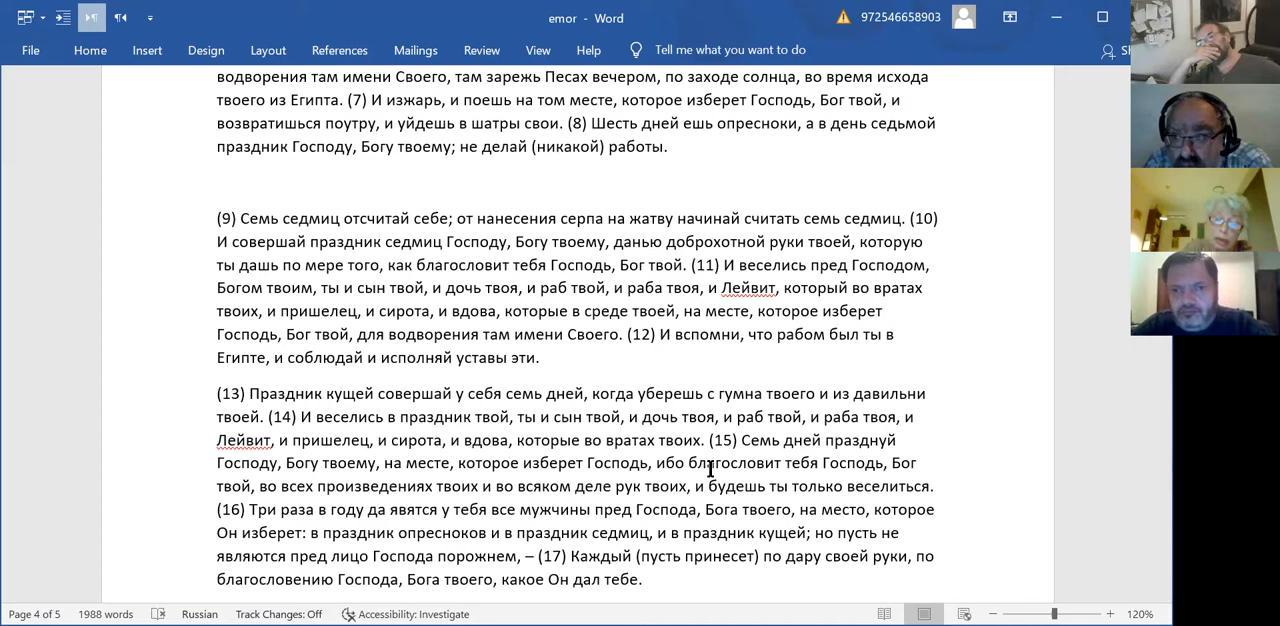 emor - Word
972546658903
File Home Insert Design Layout References Mailings Review View Help Tell me what you want to do
водворения там имени Своего, там зарежь Песах вечером, по заходе солнца, во время исхода
твоего из Египта. (7) И изжарь, и поешь на том месте, которое изберет Господь, Бог твой, и
возвратишься поутру, и уйдешь в шатры свои. (8) Шесть дней ешь опресноки, а в день седьмой
праздник Господу, Богу твоему; не делай (никакой) работы.
(9) Семь седмиц отсчитай себе; от нанесения серпа на жатву начинай считать семь седмиц. (10)
И совершай праздник седмиц Господу, Богу твоему, данью доброхотной руки твоей, которую
ты дашь по мере того, как благословит тебя Господь, Бог твой. (11) И веселись пред Господом,
Богом твоим, ты и сын твой, и дочь твоя, и раб твой, и раба твоя, и Лейвит, который во вратах
твоих, и пришелец, и сирота, и вдова, которые в среде твоей, на месте, которое изберет
Господь, Бог твой, для водворения там имени Своего. (12) И вспомни, что рабом был ты в
Египте, и соблюдай и исполняй уставы эти.
(13) Праздник кущей совершай у себя семь дней, когда уберешь с гумна твоего и из давильни
твоей. (14) И веселись в праздник твой, ты и сын твой, и дочь твоя, и раб твой, и раба твоя, и
Лейвит, и пришелец, и сирота, и вдова, которые во вратах твоих. (15) Семь дней празднуй
Господу, Богу твоему, на месте, которое изберет Господь, ибо благословит тебя Господь, Бог
твой, во всех произведениях твоих и во всяком деле рук твоих, и будешь ты только веселиться.
(16) Три раза в году да явятся у тебя все мужчины пред Господа, Бога твоего, на место, которое
Он изберет: в праздник опресноков и в праздник седмиц, и в праздник кущей; но пусть не
являются пред лицо Господа порожнем, – (17) Каждый (пусть принесет) по дару своей руки, по
благословению Господа, Бога твоего, какое Он дал тебе.
Page 4 of 5 1988 words Russian Track Changes: Off Accessibility: Investigate 120%